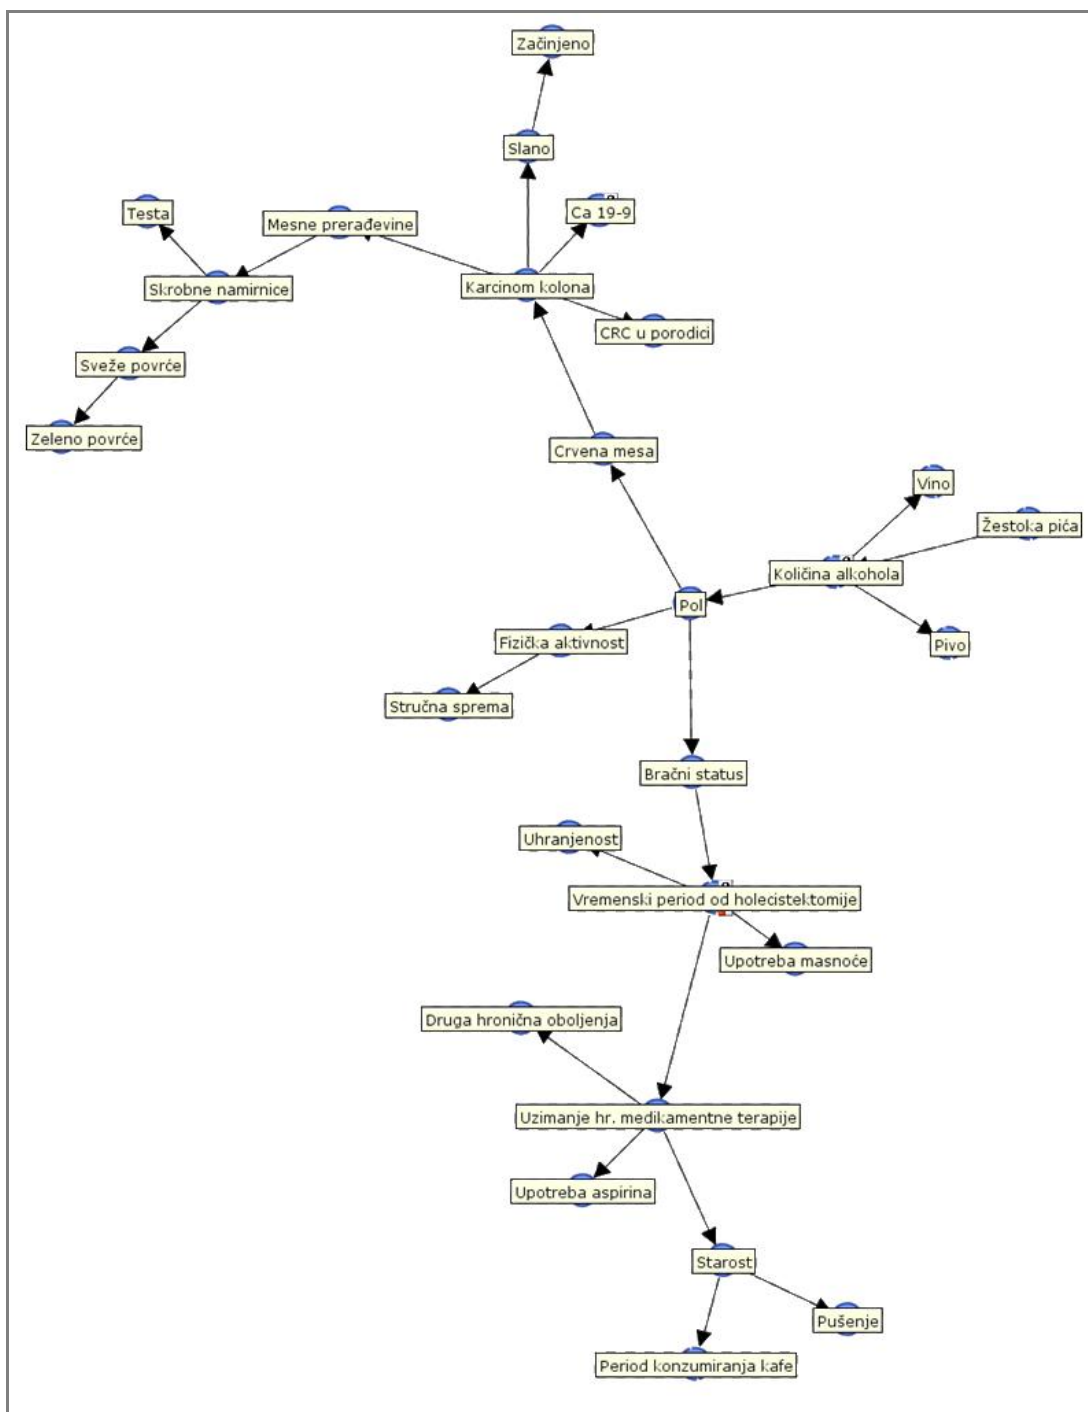 Začinjeno
Slano
Testa
Ca 19-9
Mesne prerađevine
Skrobne namirnice
Karcinom kolona
CRC u porodici
Sveže povrće
Zeleno povrće
Crvena mesa
Vino
Žestoka pića
Količina alkohola
Pol
Fizička aktivnost
Pivo
Stručna sprema
Bračni status
Uhranjenost
Vremenski period od holecistektomije
Upotreba masnoće
Druga hronična oboljenja
Uzimanje hr. medikamentne terapije
Upotreba aspirina
Starost
Pušenje
Period konzumiranja kafe